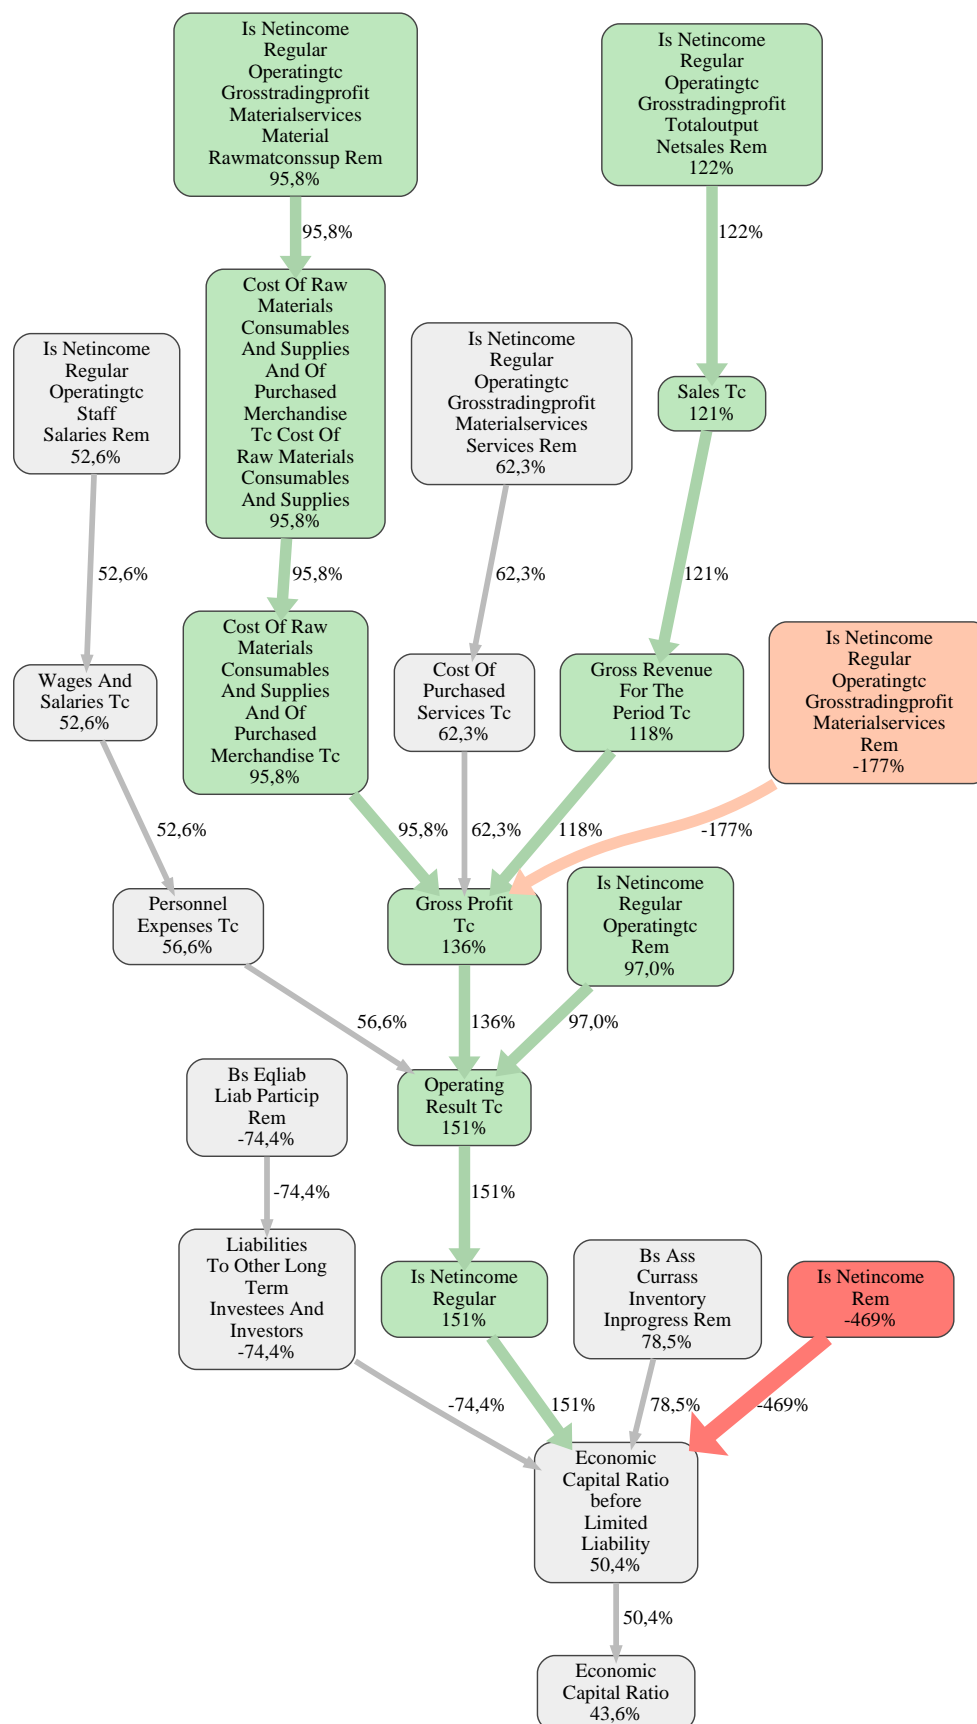 Is Netincome
Regular
Operatingtc
Grosstradingprofit
Materialservices
Material
Rawmatconssup Rem
95,8%
Is Netincome
Regular
Operatingtc
Grosstradingprofit
Totaloutput
Netsales Rem
122%
95,8%
122%
Cost Of Raw
Materials
Consumables
And Supplies
And Of
Purchased
Merchandise
Tc Cost Of
Raw Materials
Consumables
And Supplies
95,8%
Is Netincome
Regular
Operatingtc
Staff
Salaries Rem
52,6%
Is Netincome
Regular
Operatingtc
Grosstradingprofit
Materialservices
Services Rem
62,3%
Sales Tc
121%
52,6%
95,8%
62,3%
121%
Wages And
Salaries Tc
52,6%
Cost Of Raw
Materials
Consumables
And Supplies
And Of
Purchased
Merchandise Tc
95,8%
Cost Of
Purchased
Services Tc
62,3%
Gross Revenue
For The
Period Tc
118%
Is Netincome
Regular
Operatingtc
Grosstradingprofit
Materialservices
Rem
-177%
52,6%
95,8%
62,3%
118%
-177%
Personnel
Expenses Tc
56,6%
Gross Profit
Tc
136%
Is Netincome
Regular
Operatingtc
Rem
97,0%
56,6%
136%
97,0%
Bs Eqliab
Liab Particip
Rem
-74,4%
Operating
Result Tc
151%
-74,4%
151%
Liabilities
To Other Long
Term
Investees And
Investors
-74,4%
Is Netincome
Regular
151%
Bs Ass
Currass
Inventory
Inprogress Rem
78,5%
Is Netincome
Rem
-469%
-74,4%
151%
78,5%
-469%
Economic
Capital Ratio
before
Limited
Liability
50,4%
50,4%
Economic
Capital Ratio
43,6%